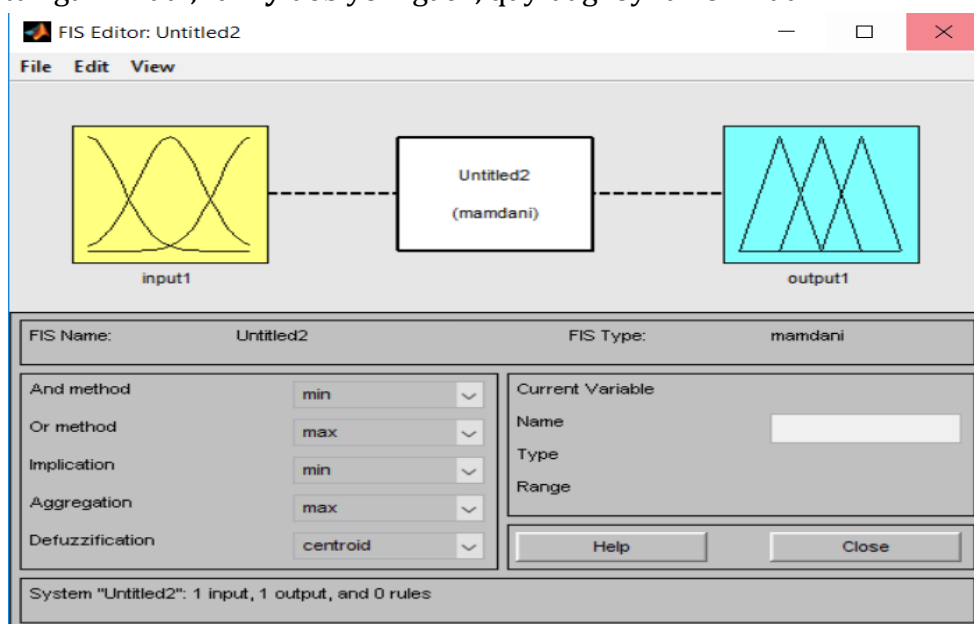 FIS Editor: Untitled2
File Edit View
Untitled2
(mamdani)
input1
output1
FIS Name: Untitled2
FIS Type: mamdani
And method min
Or method max
Implication min
Aggregation max
Defuzzification centroid
Current Variable
Name
Type
Range
Help
Close
System "Untitled2": 1 input, 1 output, and 0 rules